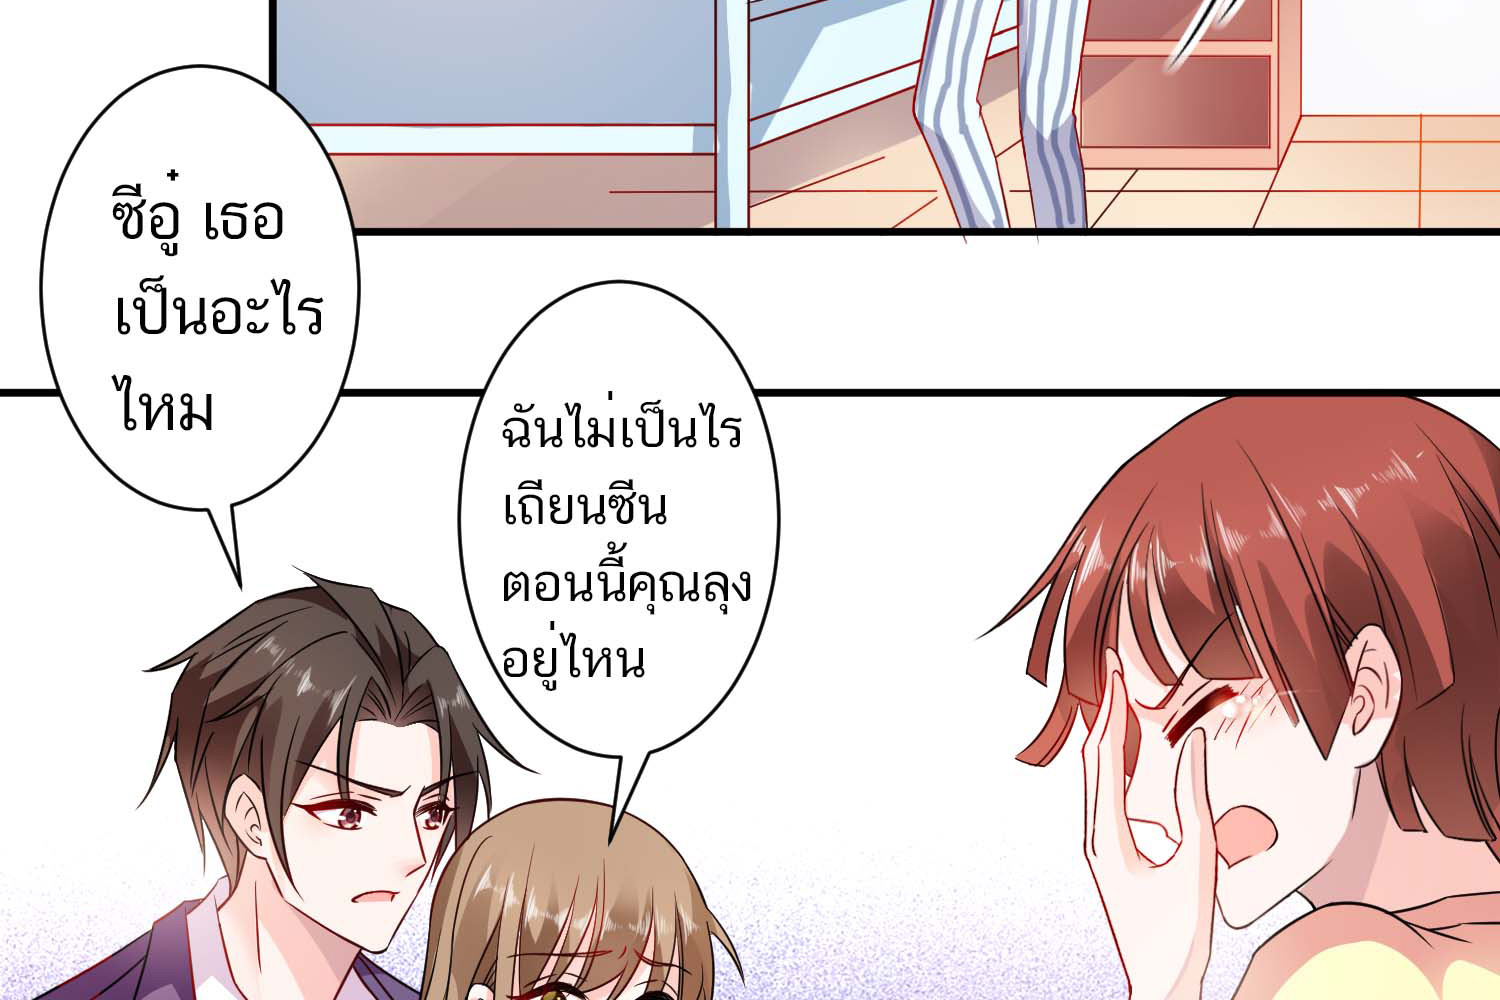 ซีอู๋ เธอ
เป็นอะไร
ไหม
ฉันไม่เป็นไร
เถียนซีน
ตอนนี้คุณลุง
อยู่ไหน